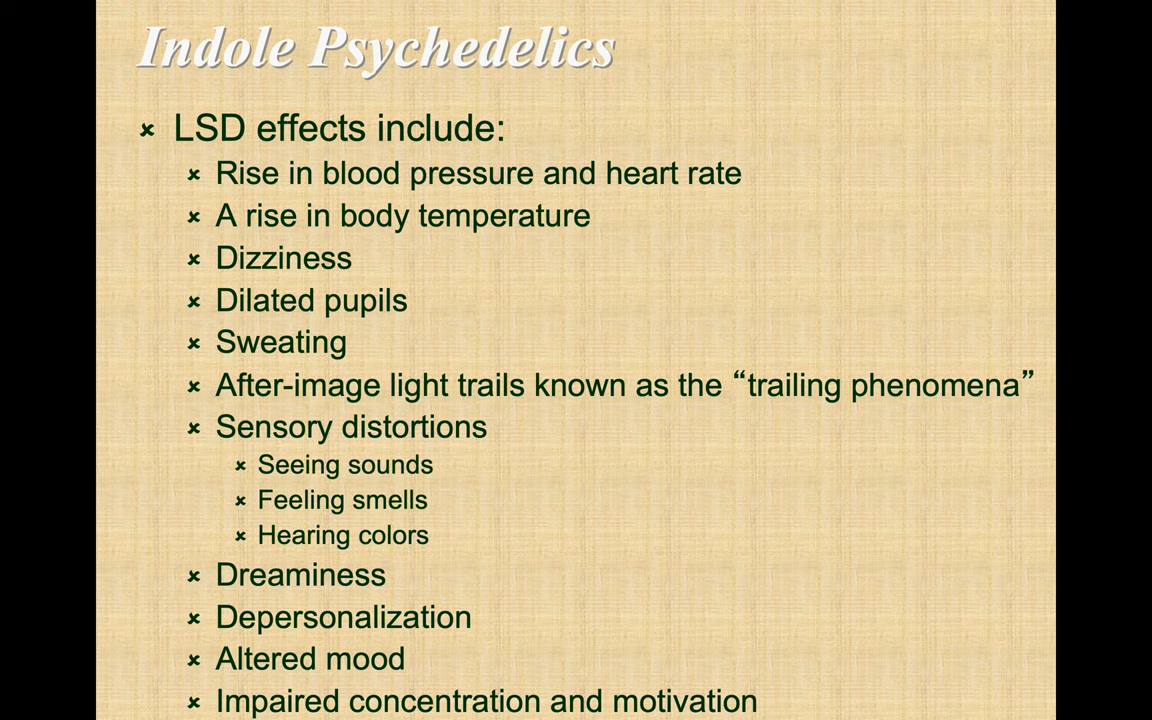 Indole Psychedelics
LSD effects include:
Rise in blood pressure and heart rate
A rise in body temperature
Dizziness
Dilated pupils
Sweating
After-image light trails known as the “trailing phenomena”
Sensory distortions
Seeing sounds
Feeling smells
Hearing colors
Dreaminess
Depersonalization
Altered mood
Impaired concentration and motivation